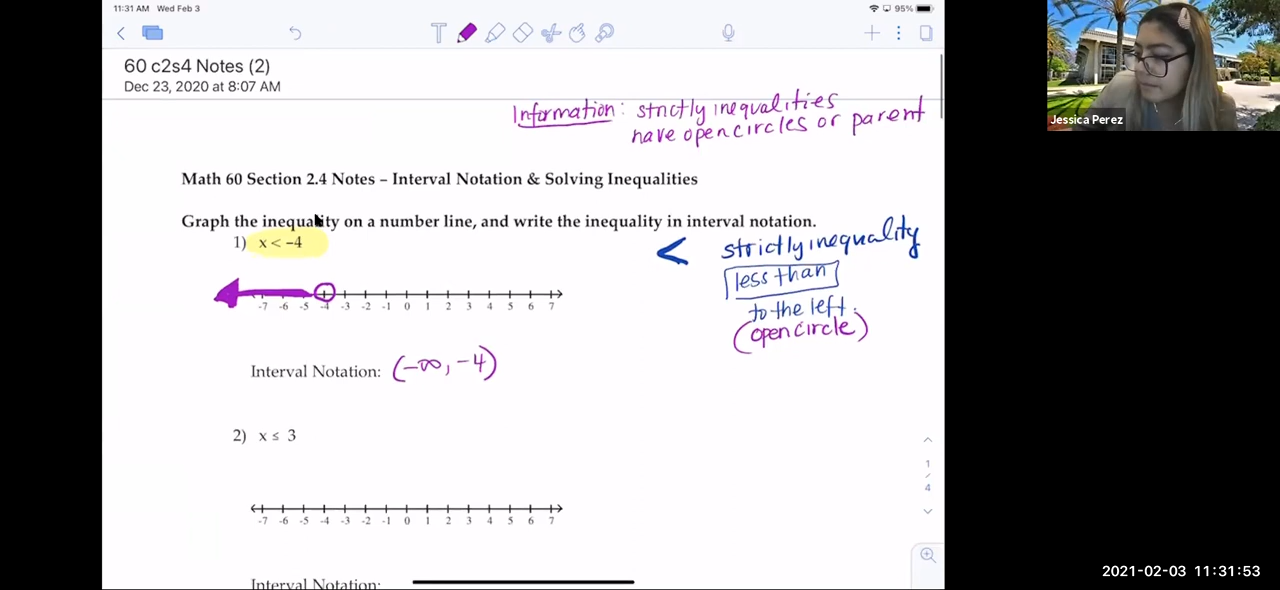 11:31 AM Wed Feb 3
95%
60 c2s4 Notes (2)
Dec 23, 2020 at 8:07 AM
Information: strictly inequalities
have open circles or parent
Math 60 Section 2.4 Notes – Interval Notation & Solving Inequalities
Graph the inequality on a number line, and write the inequality in interval notation.
1) x < −4
< strictly inequality
less than
to the left.
(open circle)
-7 -6 -5 -4 -3 -2 -1 0 1 2 3 4 5 6 7
Interval Notation: (-∞, -4)
2) x ≤ 3
-7 -6 -5 -4 -3 -2 -1 0 1 2 3 4 5 6 7
Interval Notation:
1
/
4
Jessica Perez
2021-02-03 11:31:53